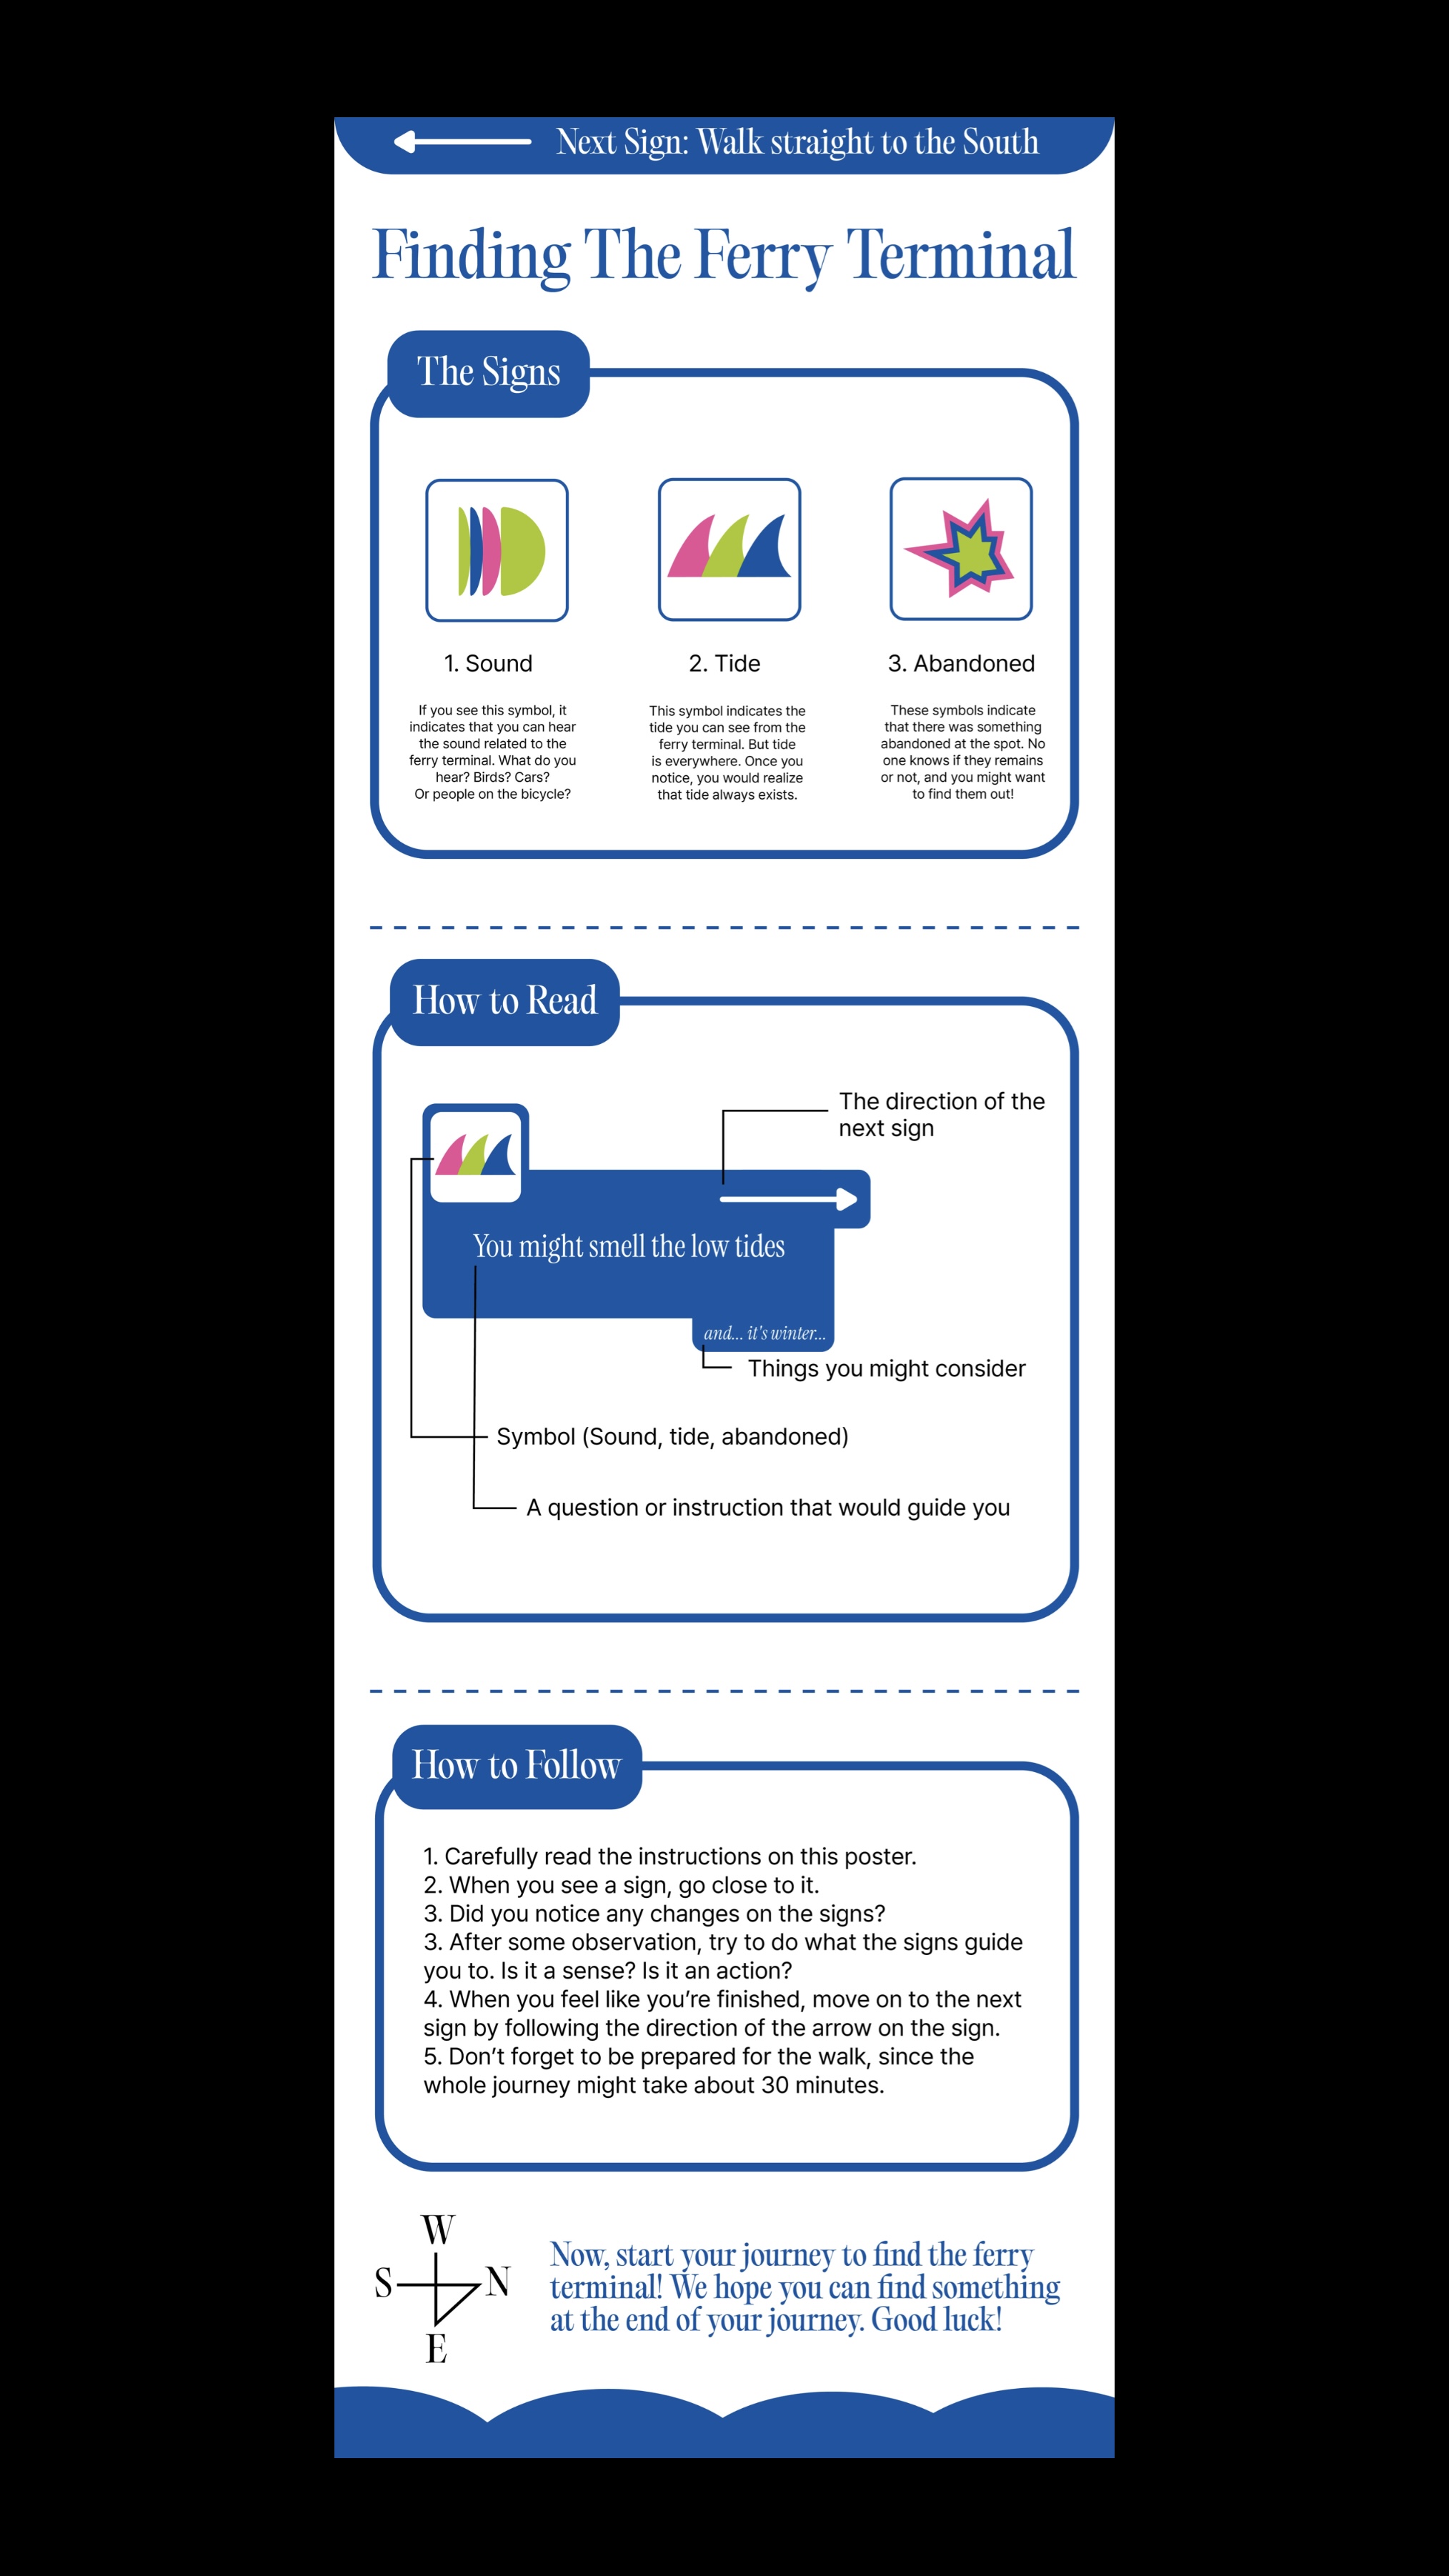 Next Sign: Walk straight to the South
Finding The Ferry Terminal
The Signs
1. Sound
If you see this symbol, it
indicates that you can hear
the sound related to the
ferry terminal. What do you
hear? Birds? Cars?
Or people on the bicycle?
2. Tide
This symbol indicates the
tide you can see from the
ferry terminal. But tide
is everywhere. Once you
notice, you would realize
that tide always exists.
3. Abandoned
These symbols indicate
that there was something
abandoned at the spot. No
one knows if they remains
or not, and you might want
to find them out!
How to Read
The direction of the
next sign
You might smell the low tides
and... it's winter...
Things you might consider
Symbol (Sound, tide, abandoned)
A question or instruction that would guide you
How to Follow
1. Carefully read the instructions on this poster.
2. When you see a sign, go close to it.
3. Did you notice any changes on the signs?
3. After some observation, try to do what the signs guide
you to. Is it a sense? Is it an action?
4. When you feel like you’re finished, move on to the next
sign by following the direction of the arrow on the sign.
5. Don’t forget to be prepared for the walk, since the
whole journey might take about 30 minutes.
W
S
N
E
Now, start your journey to find the ferry
terminal! We hope you can find something
at the end of your journey. Good luck!